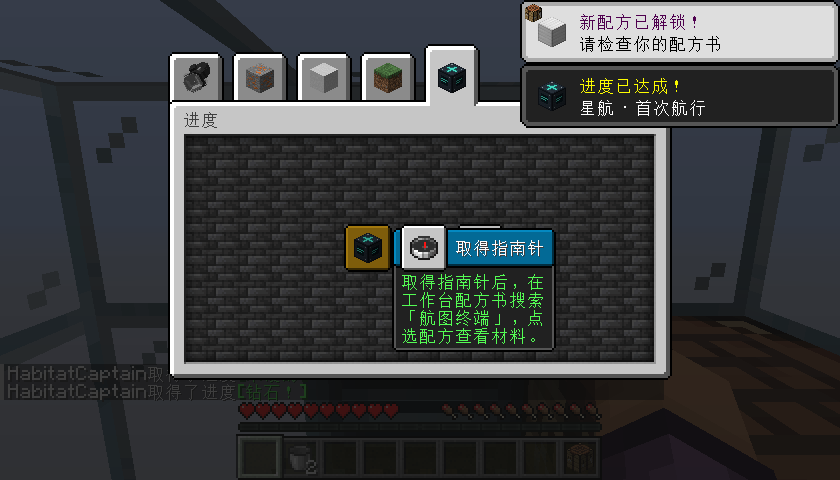 新配方已解锁！
请检查你的配方书
进度已达成！
星航·首次航行
进度
取得指南针
取得指南针后，在
工作台配方书搜索
「航图终端」，点
选配方查看材料。
HabitatCaptain取得
HabitatCaptain取得了进度[钻石！]
2